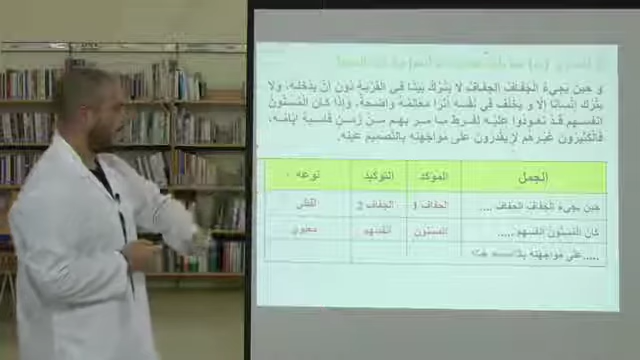 و حين يجيء الجفاف الجفاف لا يترك بيتا في القرية دون أن يدخله، ولا
يترك إنسانا إلا و يخلف في نفسه أثرا معالمه واضحة. وإذا كان المسنون
أنفسهم قد تعودوا عليه لفرط ما مر بهم من زمن قاسية أيامه،
فالكثيرون غيرهم لا يقدرون على مواجهته بالتصميم عينه.
الجمل المؤكد التوكيد نوعه
حين يجيء الجفاف الجفاف .... الجفاف 1 الجفاف 2 لفظي
كان المسنون أنفسهم ..... المسنون أنفسهم معنوي
.....على مواجهته